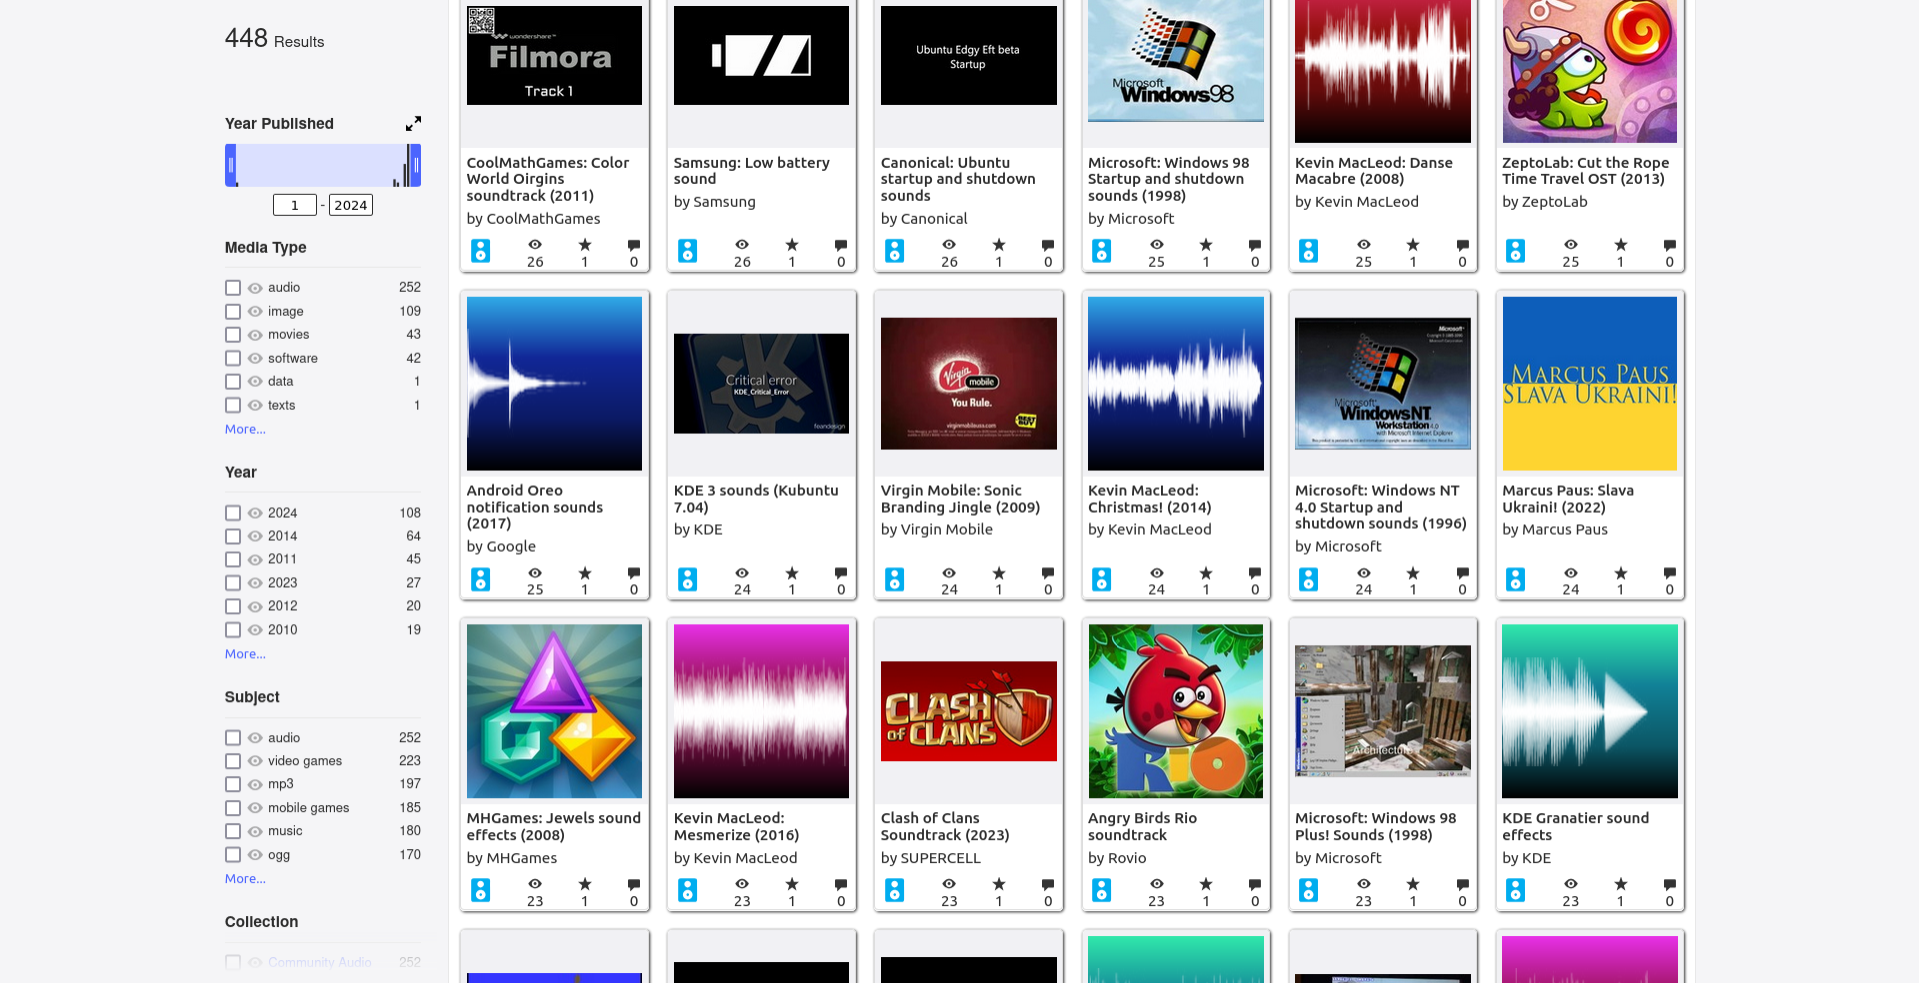 448 Results
Year Published
1 - 2024
Media Type
audio 252
image 109
movies 43
software 42
data 1
texts 1
More...
Year
2024 108
2014 64
2011 45
2023 27
2012 20
2010 19
More...
Subject
audio 252
video games 223
mp3 197
mobile games 185
music 180
ogg 170
More...
Collection
Community Audio 252
wondershare™
Filmora
Track 1
CoolMathGames: Color
World Oirgins
soundtrack (2011)
by CoolMathGames
26 1 0
Samsung: Low battery
sound
by Samsung
26 1 0
Ubuntu Edgy Eft beta
Startup
Canonical: Ubuntu
startup and shutdown
sounds
by Canonical
26 1 0
Microsoft
Windows98
Microsoft: Windows 98
Startup and shutdown
sounds (1998)
by Microsoft
25 1 0
Kevin MacLeod: Danse
Macabre (2008)
by Kevin MacLeod
25 1 0
ZeptoLab: Cut the Rope
Time Travel OST (2013)
by ZeptoLab
25 1 0
Android Oreo
notification sounds
(2017)
by Google
25 1 0
Critical error
KDE_Critical_Error
KDE 3 sounds (Kubuntu
7.04)
by KDE
24 1 0
Virgin
mobile
You Rule.
virginmobileusa.com
BEST BUY
Virgin Mobile: Sonic
Branding Jingle (2009)
by Virgin Mobile
24 1 0
Kevin MacLeod:
Christmas! (2014)
by Kevin MacLeod
24 1 0
Microsoft
Microsoft
WindowsNT
Workstation 4.0
with Microsoft Internet Explorer
Microsoft: Windows NT
4.0 Startup and
shutdown sounds (1996)
by Microsoft
24 1 0
MARCUS PAUS
SLAVA UKRAINI!
Marcus Paus: Slava
Ukraini! (2022)
by Marcus Paus
24 1 0
MHGames: Jewels sound
effects (2008)
by MHGames
23 1 0
Kevin MacLeod:
Mesmerize (2016)
by Kevin MacLeod
23 1 0
CLASH
OF CLANS
Clash of Clans
Soundtrack (2023)
by SUPERCELL
23 1 0
RIO
Angry Birds Rio
soundtrack
by Rovio
23 1 0
Architecture
Microsoft: Windows 98
Plus! Sounds (1998)
by Microsoft
23 1 0
KDE Granatier sound
effects
by KDE
23 1 0